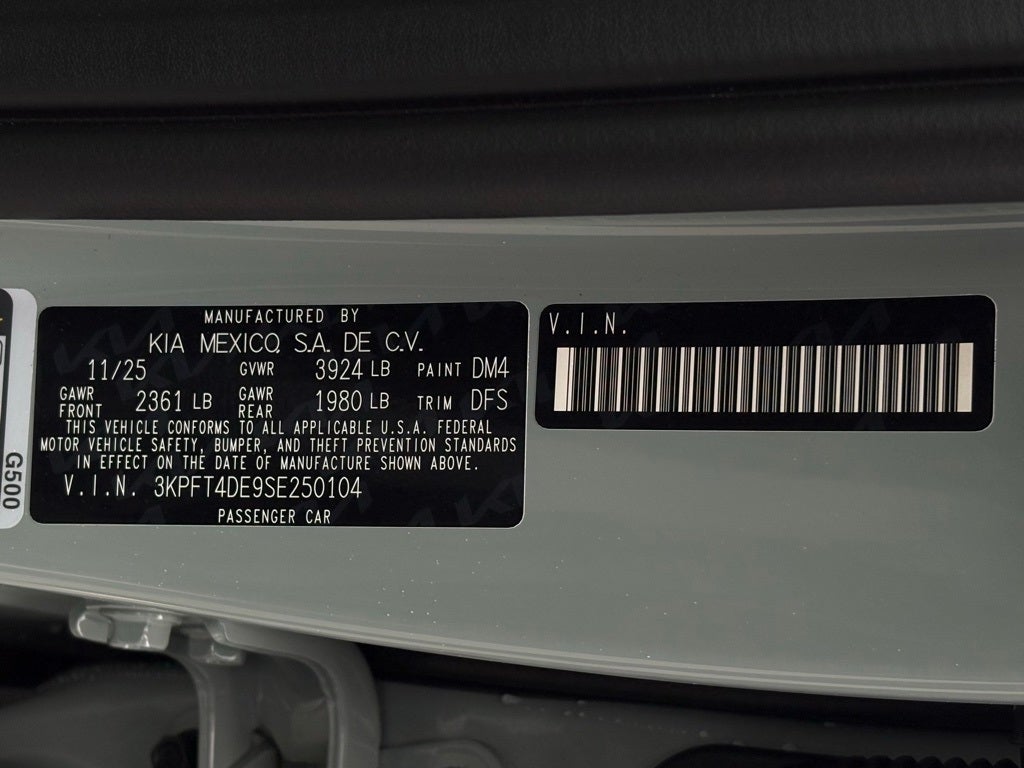 MANUFACTURED BY
KIA MEXICO, S.A. DE C.V.
11/25 GVWR 3924 LB PAINT DM4
GAWR FRONT 2361 LB GAWR REAR 1980 LB TRIM DFS
THIS VEHICLE CONFORMS TO ALL APPLICABLE U.S.A. FEDERAL
MOTOR VEHICLE SAFETY, BUMPER, AND THEFT PREVENTION STANDARDS
IN EFFECT ON THE DATE OF MANUFACTURE SHOWN ABOVE.
V.I.N. 3KPFT4DE9SE250104
PASSENGER CAR
V.I.N.
G500